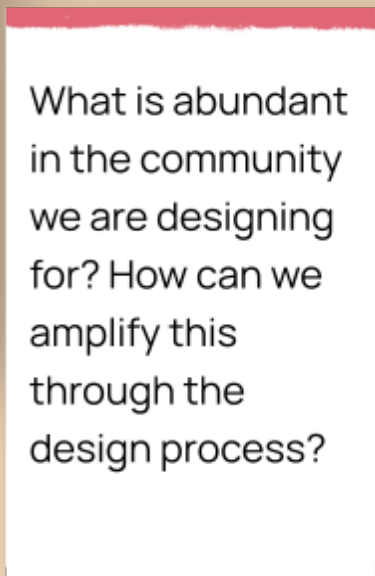 What is abundant
in the community
we are designing
for? How can we
amplify this
through the
design process?